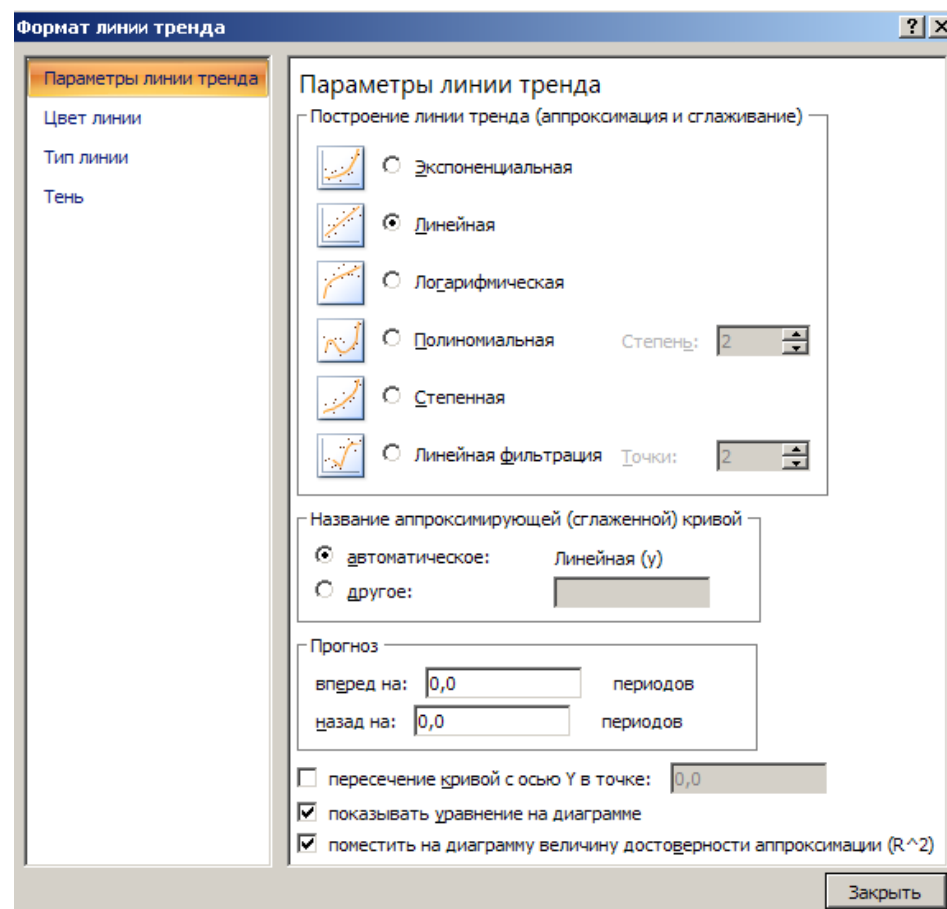 Формат линии тренда
Параметры линии тренда
Цвет линии
Тип линии
Тень
Параметры линии тренда
Построение линии тренда (аппроксимация и сглаживание)
Экспоненциальная
Линейная
Логарифмическая
Полиномиальная Степень: 2
Степенная
Линейная фильтрация Точки: 2
Название аппроксимирующей (сглаженной) кривой
автоматическое: Линейная (y)
другое:
Прогноз
вперед на: 0,0 периодов
назад на: 0,0 периодов
пересечение кривой с осью Y в точке: 0,0
показывать уравнение на диаграмме
поместить на диаграмму величину достоверности аппроксимации (R^2)
Закрыть